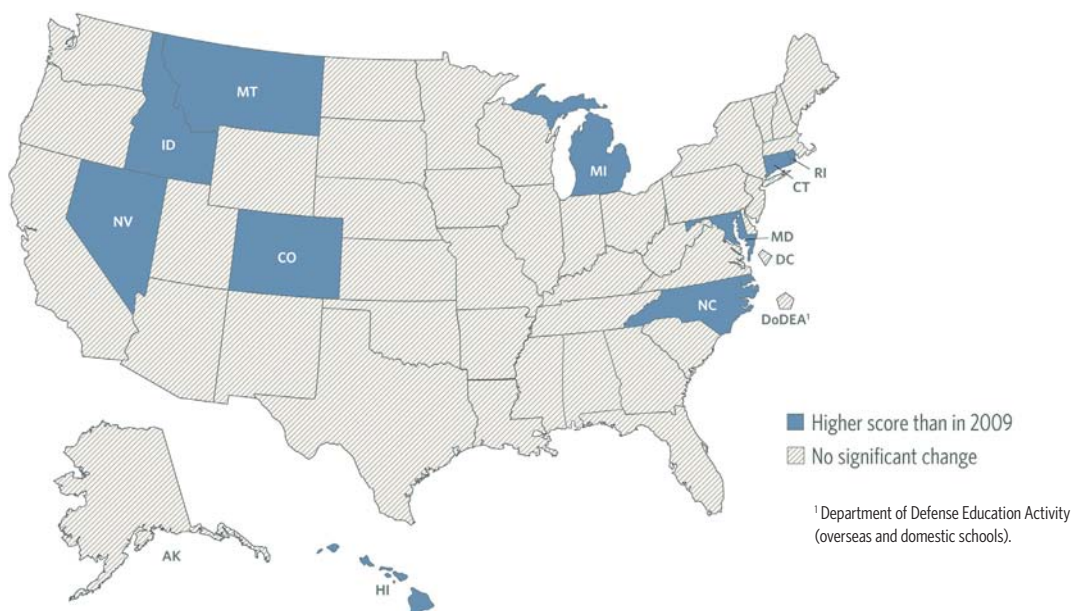 MT
ID
MI
RI
CT
NV
MD
CO
DC
NC
DoDEA¹
Higher score than in 2009
No significant change
¹ Department of Defense Education Activity
(overseas and domestic schools).
AK
HI